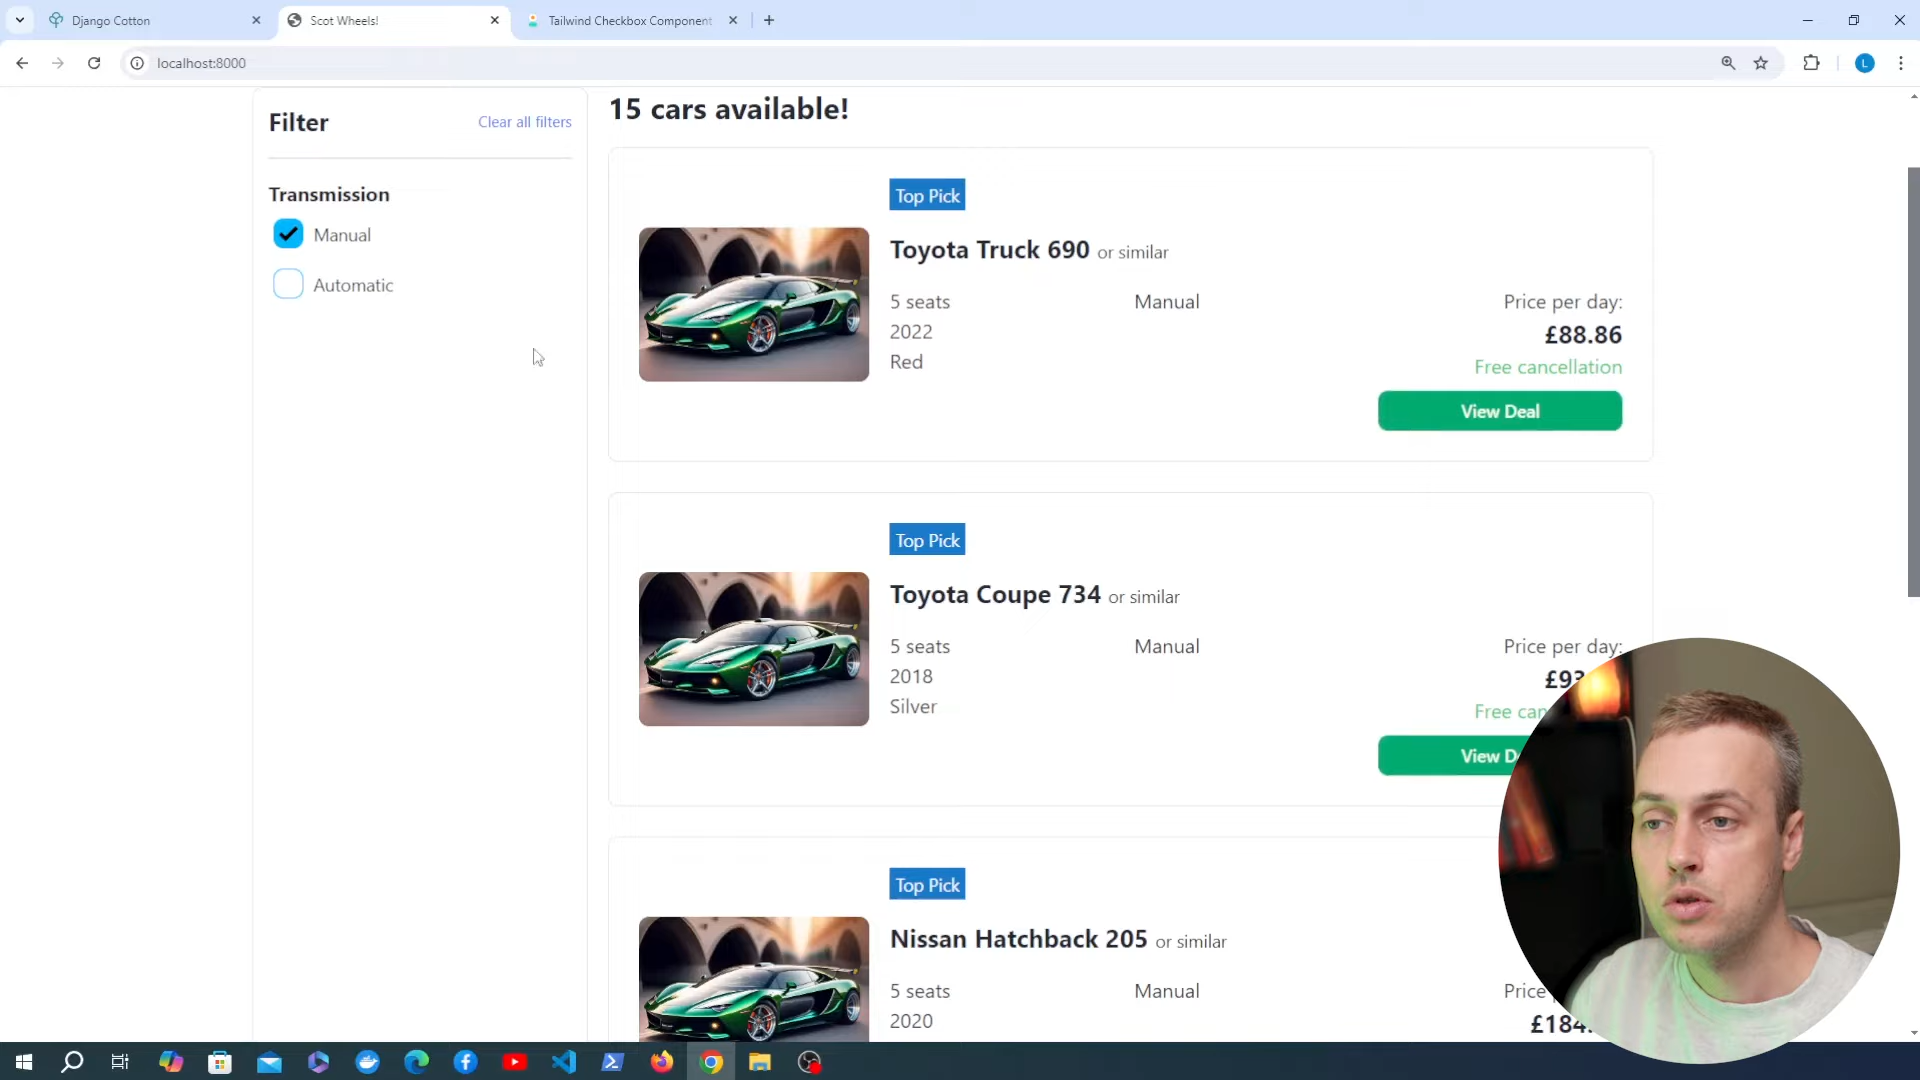 Django Cotton
Scot Wheels!
Tailwind Checkbox Component
localhost:8000
L
Filter
Clear all filters
Transmission
Manual
Automatic
15 cars available!
Top Pick
Toyota Truck 690 or similar
5 seats
Manual
2022
Red
Price per day:
£88.86
Free cancellation
View Deal
Top Pick
Toyota Coupe 734 or similar
5 seats
Manual
2018
Silver
Price per day:
£93
Free can
View D
Top Pick
Nissan Hatchback 205 or similar
5 seats
Manual
2020
Price
£184.